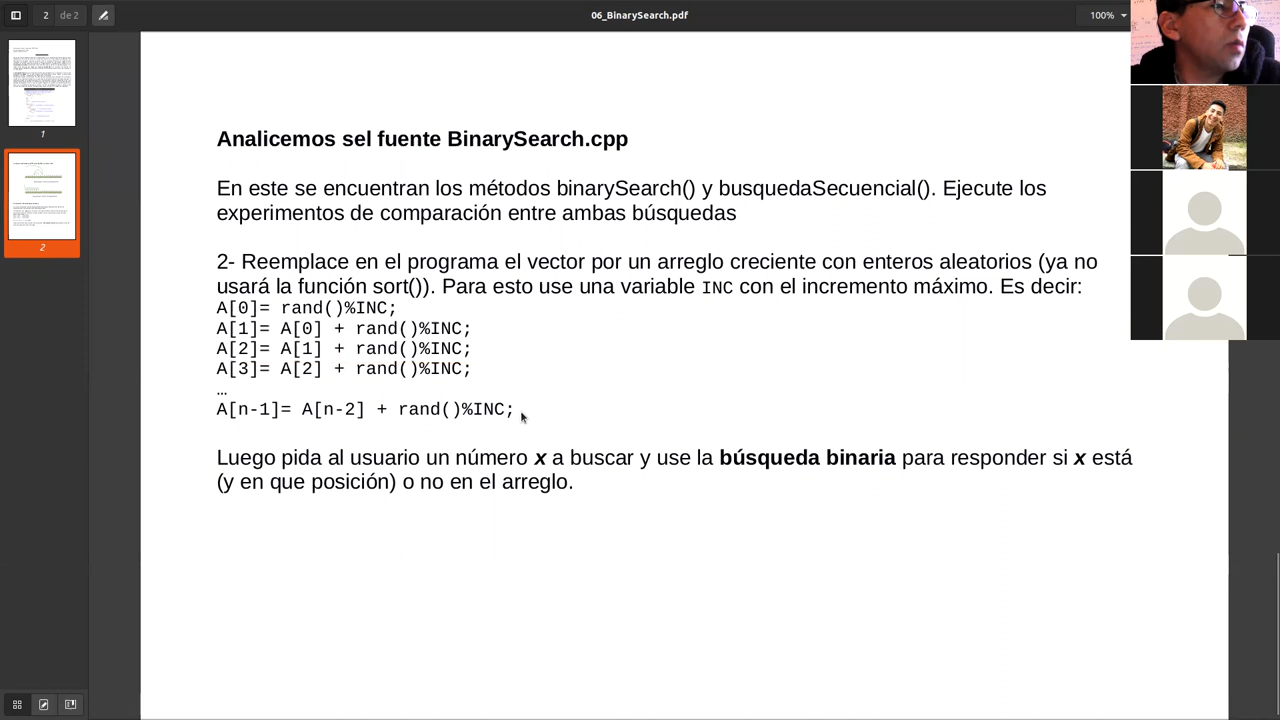 2 de 2
06_BinarySearch.pdf
100%
1
2
Analicemos sel fuente BinarySearch.cpp
En este se encuentran los métodos binarySearch() y busquedaSecuencial(). Ejecute los
experimentos de comparación entre ambas búsquedas
2- Reemplace en el programa el vector por un arreglo creciente con enteros aleatorios (ya no
usará la función sort()). Para esto use una variable INC con el incremento máximo. Es decir:
A[0]= rand()%INC;
A[1]= A[0] + rand()%INC;
A[2]= A[1] + rand()%INC;
A[3]= A[2] + rand()%INC;
…
A[n-1]= A[n-2] + rand()%INC;
Luego pida al usuario un número x a buscar y use la búsqueda binaria para responder si x está
(y en que posición) o no en el arreglo.